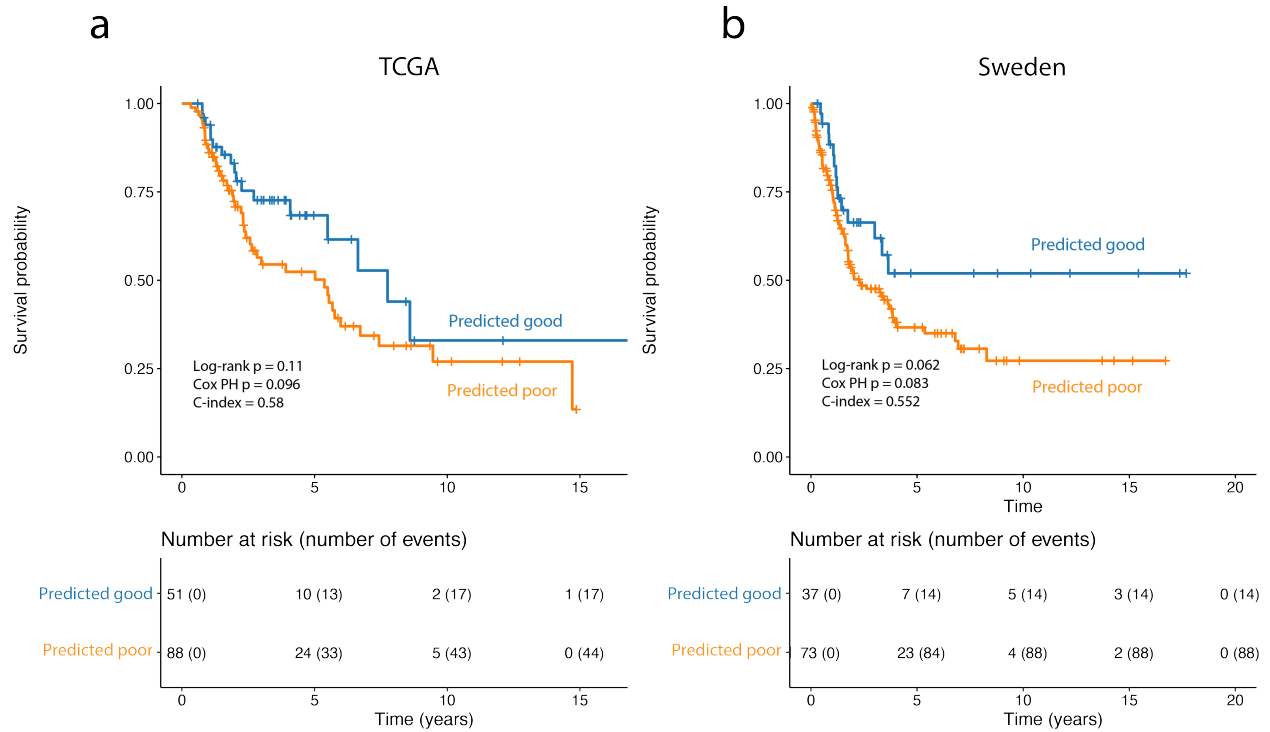 a
TCGA
Survival probability
1.00
0.75
0.50
0.25
0.00
Predicted good
Predicted poor
Log-rank p = 0.11
Cox PH p = 0.096
C-index = 0.58
0 5 10 15
Number at risk (number of events)
Predicted good 51 (0) 10 (13) 2 (17) 1 (17)
Predicted poor 88 (0) 24 (33) 5 (43) 0 (44)
0 5 10 15
Time (years)
b
Sweden
Survival probability
1.00
0.75
0.50
0.25
0.00
Predicted good
Predicted poor
Log-rank p = 0.062
Cox PH p = 0.083
C-index = 0.552
0 5 10 15 20
Time
Number at risk (number of events)
Predicted good 37 (0) 7 (14) 5 (14) 3 (14) 0 (14)
Predicted poor 73 (0) 23 (84) 4 (88) 2 (88) 0 (88)
0 5 10 15 20
Time (years)